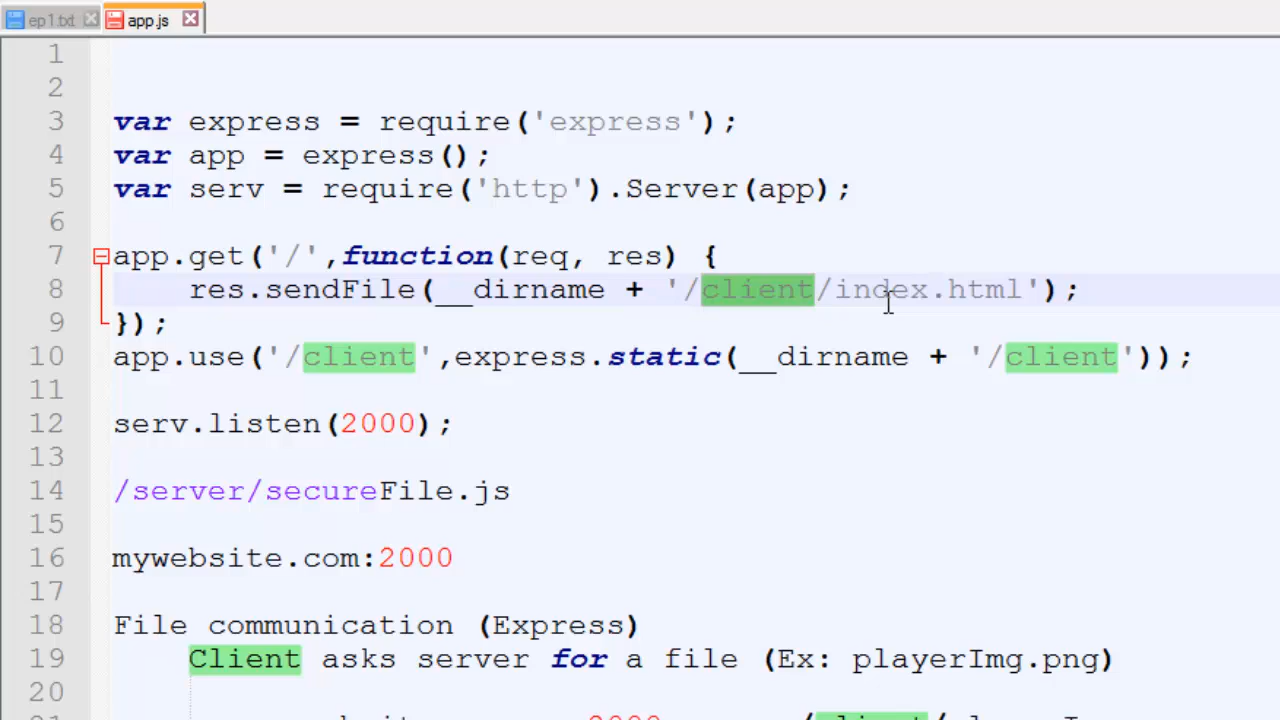 ep1.txt app.js
1
2
3 var express = require('express');
4 var app = express();
5 var serv = require('http').Server(app);
6
7 app.get('/',function(req, res) {
8 res.sendFile(__dirname + '/client/index.html');
9 });
10 app.use('/client',express.static(__dirname + '/client'));
11
12 serv.listen(2000);
13
14 /server/secureFile.js
15
16 mywebsite.com:2000
17
18 File communication (Express)
19 Client asks server for a file (Ex: playerImg.png)
20